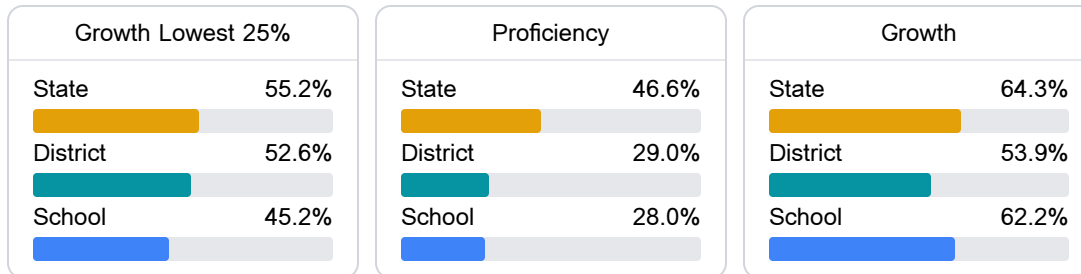 Growth Lowest 25%
State 55.2%
District 52.6%
School 45.2%
Proficiency
State 46.6%
District 29.0%
School 28.0%
Growth
State 64.3%
District 53.9%
School 62.2%